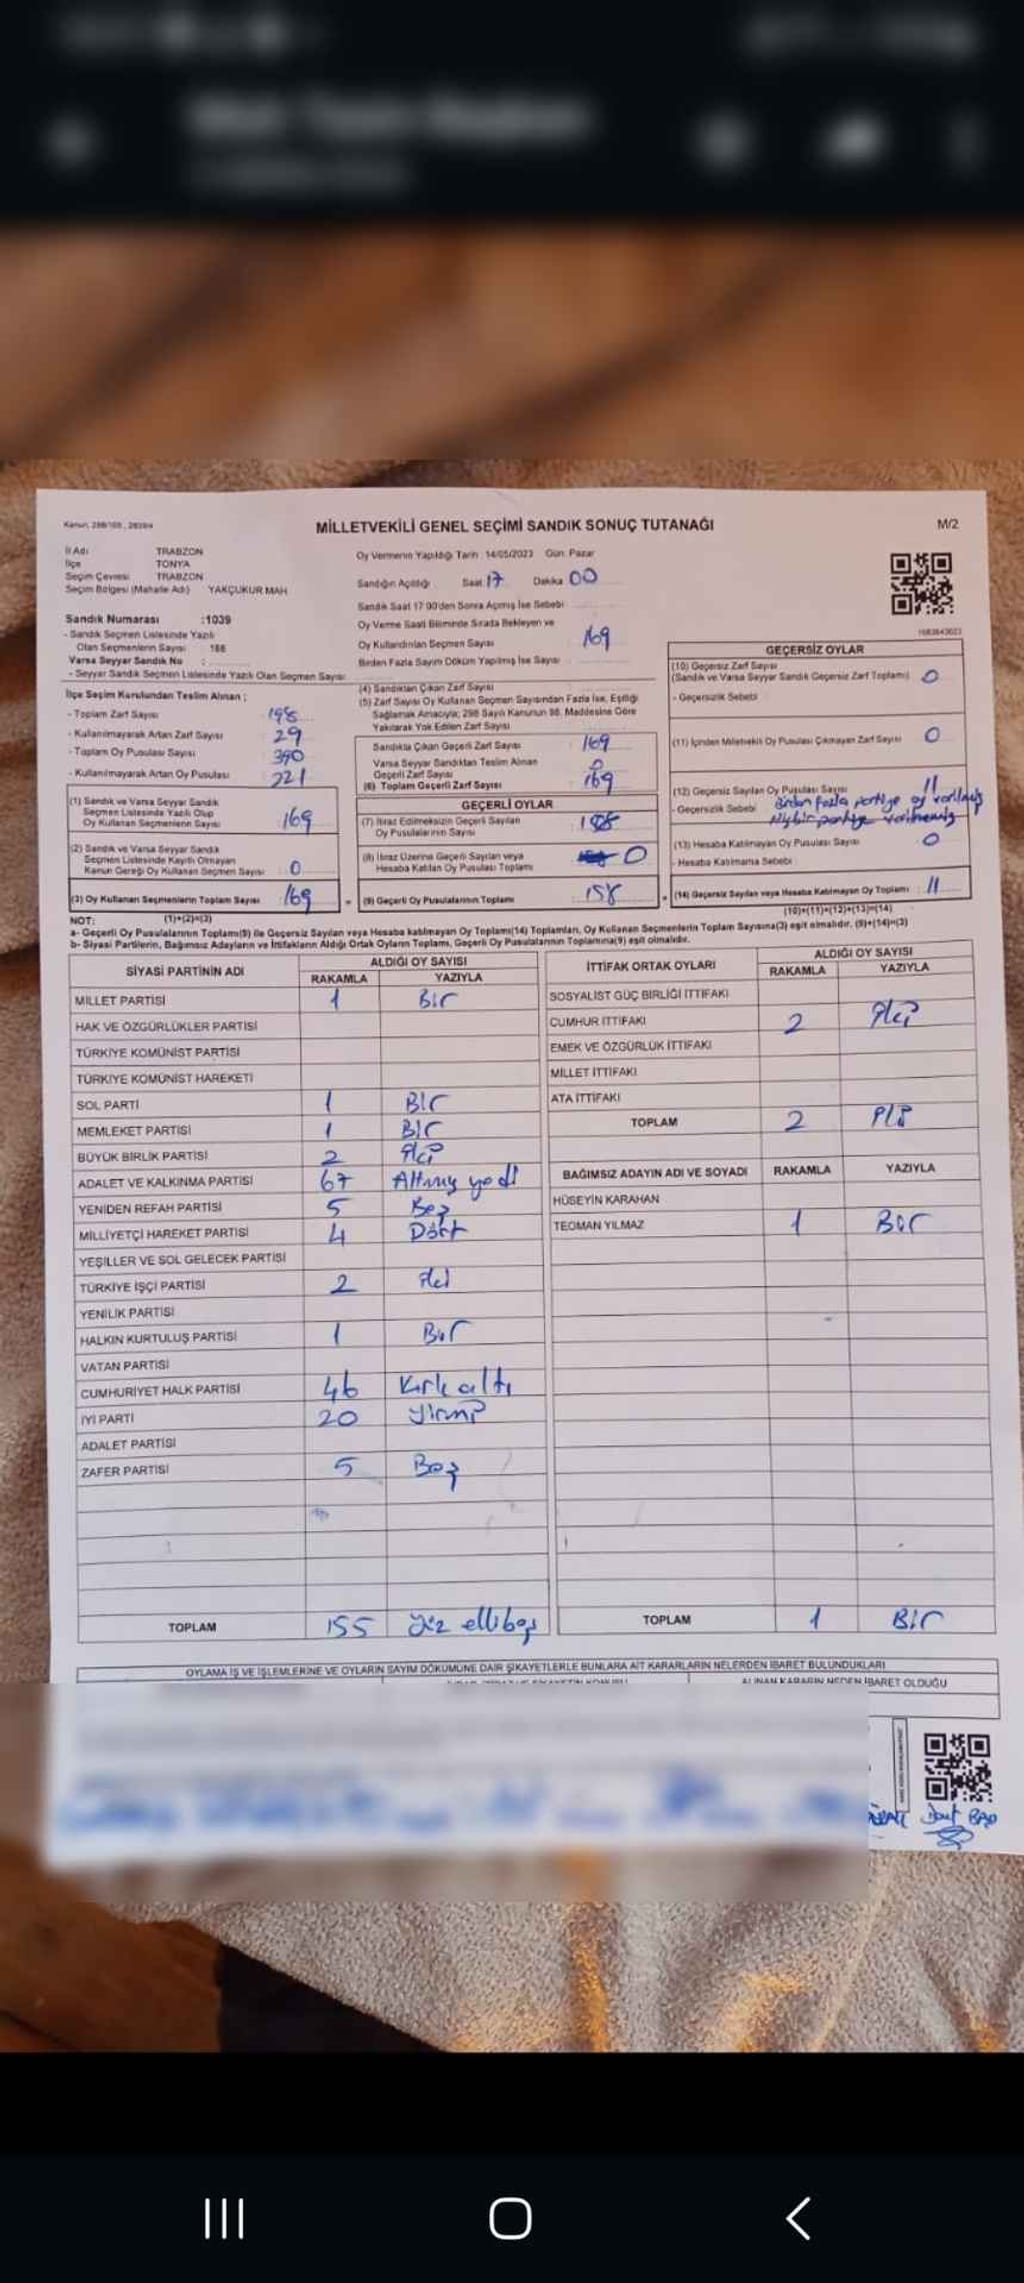 Kanun, 298/105, 2839/4
MİLLETVEKİLİ GENEL SEÇİMİ SANDIK SONUÇ TUTANAĞI
M/2
İl Adı TRABZON
İlçe TONYA
Seçim Çevresi TRABZON
Seçim Bölgesi (Mahalle Adı) YAKÇUKUR MAH.
Oy Vermenin Yapıldığı Tarih : 14/05/2023 Gün: Pazar
Sandığın Açıldığı Saat 17 Dakika 00
Sandık Saat 17:00'den Sonra Açımış İse Sebebi
Oy Verme Saati Bitiminde Sırada Bekleyen ve
Oy Kullandırılan Seçmen Sayısı 169
Birden Fazla Sayım Döküm Yapılmış İse Sayısı
Sandık Numarası :1039
- Sandık Seçmen Listesinde Yazılı
Olan Seçmenlerin Sayısı : 188
Varsa Seyyar Sandık No :
- Seyyar Sandık Seçmen Listesinde Yazılı Olan Seçmen Sayısı
İlçe Seçim Kurulundan Teslim Alınan ;
- Toplam Zarf Sayısı 198
- Kullanılmayarak Artan Zarf Sayısı 29
- Toplam Oy Pusulası Sayısı 390
- Kullanılmayarak Artan Oy Pusulası 221
(1) Sandık ve Varsa Seyyar Sandık
Seçmen Listesinde Yazılı Olup
Oy Kullanan Seçmenlerin Sayısı 169
(2) Sandık ve Varsa Seyyar Sandık
Seçmen Listesinde Kayıtlı Olmayan
Kanun Gereği Oy Kullanan Seçmen Sayısı : 0
(3) Oy Kullanan Seçmenlerin Toplam Sayısı 169
(1)+(2)=(3)
(4) Sandıktan Çıkan Zarf Sayısı
(5) Zarf Sayısı Oy Kullanan Seçmen Sayısından Fazla İse, Eşitliği
Sağlamak Amacıyla; 298 Sayılı Kanunun 98. Maddesine Göre
Yakılarak Yok Edilen Zarf Sayısı
Sandıkta Çıkan Geçerli Zarf Sayısı 169
Varsa Seyyar Sandıktan Teslim Alınan
Geçerli Zarf Sayısı 0
(6) Toplam Geçerli Zarf Sayısı 169
GEÇERLİ OYLAR
(7) İtiraz Edilmeksizin Geçerli Sayılan
Oy Pusulalarının Sayısı 158
(8) İtiraz Üzerine Geçerli Sayılan veya
Hesaba Katılan Oy Pusulası Toplamı 0
(9) Geçerli Oy Pusulalarının Toplamı 158
GEÇERSİZ OYLAR
(10) Geçersiz Zarf Sayısı
(Sandık ve Varsa Seyyar Sandık Geçersiz Zarf Toplamı) 0
- Geçersizlik Sebebi
(11) İçinden Milletvekili Oy Pusulası Çıkmayan Zarf Sayısı 0
(12) Geçersiz Sayılan Oy Pusulası Sayısı 11
- Geçersizlik Sebebi Birden fazla partiye oy verilmiş
Hiçbir partiye verilmemiş
(13) Hesaba Katılmayan Oy Pusulası Sayısı 0
- Hesaba Katılmama Sebebi
(14) Geçersiz Sayılan veya Hesaba Katılmayan Oy Toplamı : 11
(10)+(11)+(12)+(13)=(14)
NOT:
a- Geçerli Oy Pusulalarının Toplamı(9) ile Geçersiz Sayılan veya Hesaba katılmayan Oy Toplamı(14) Toplamları, Oy Kullanan Seçmenlerin Toplam Sayısına(3) eşit olmalıdır. (9)+(14)=(3)
b- Siyasi Partilerin, Bağımsız Adayların ve İttifakların Aldığı Ortak Oyların Toplamı, Geçerli Oy Pusulalarının Toplamına(9) eşit olmalıdır.
SİYASİ PARTİNİN ADI ALDIĞI OY SAYISI
RAKAMLA YAZIYLA
MİLLET PARTİSİ 1 Bir
HAK VE ÖZGÜRLÜKLER PARTİSİ
TÜRKİYE KOMÜNİST PARTİSİ
TÜRKİYE KOMÜNİST HAREKETİ
SOL PARTİ 1 Bir
MEMLEKET PARTİSİ 1 Bir
BÜYÜK BİRLİK PARTİSİ 2 İki
ADALET VE KALKINMA PARTİSİ 67 Altmış yedi
YENİDEN REFAH PARTİSİ 5 Beş
MİLLİYETÇİ HAREKET PARTİSİ 4 Dört
YEŞİLLER VE SOL GELECEK PARTİSİ
TÜRKİYE İŞÇİ PARTİSİ 2 İki
YENİLİK PARTİSİ
HALKIN KURTULUŞ PARTİSİ 1 Bir
VATAN PARTİSİ
CUMHURİYET HALK PARTİSİ 46 Kırk altı
İYİ PARTİ 20 Yirmi
ADALET PARTİSİ
ZAFER PARTİSİ 5 Beş
TOPLAM 155 Yüz ellibeş
İTTİFAK ORTAK OYLARI ALDIĞI OY SAYISI
RAKAMLA YAZIYLA
SOSYALİST GÜÇ BİRLİĞİ İTTİFAKI
CUMHUR İTTİFAKI 2 İki
EMEK VE ÖZGÜRLÜK İTTİFAKI
MİLLET İTTİFAKI
ATA İTTİFAKI
TOPLAM 2 İki
BAĞIMSIZ ADAYIN ADI VE SOYADI RAKAMLA YAZIYLA
HÜSEYİN KARAHAN
TEOMAN YILMAZ 1 Bir
TOPLAM 1 Bir
OYLAMA İŞ VE İŞLEMLERİNE VE OYLARIN SAYIM DÖKÜMÜNE DAİR ŞİKAYETLERLE BUNLARA AİT KARARLARIN NELERDEN İBARET BULUNDUKLARI
ALINAN KARARIN NEDEN İBARET OLDUĞU